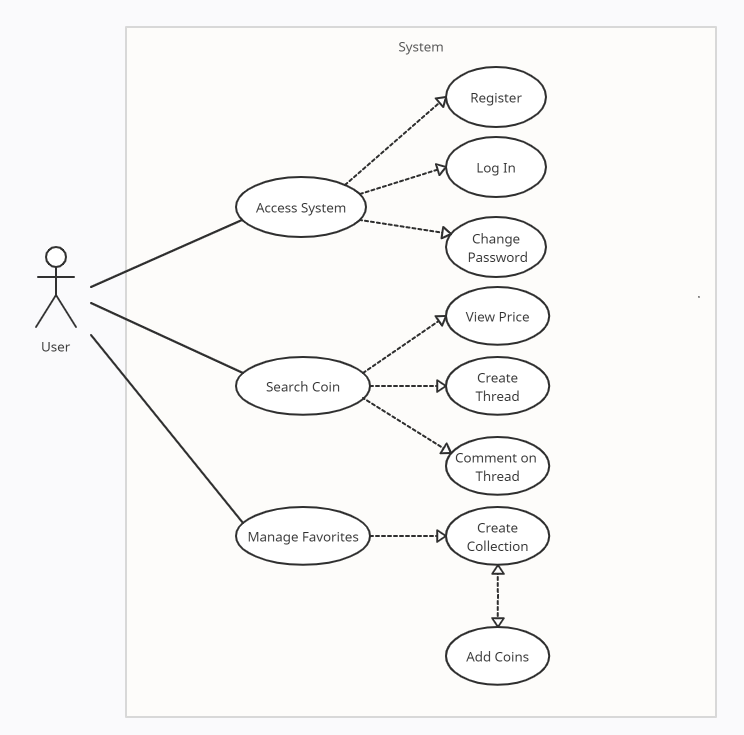 System
Register
Log In
Access System
Change
Password
User
View Price
Search Coin
Create
Thread
Comment on
Thread
Manage Favorites
Create
Collection
Add Coins